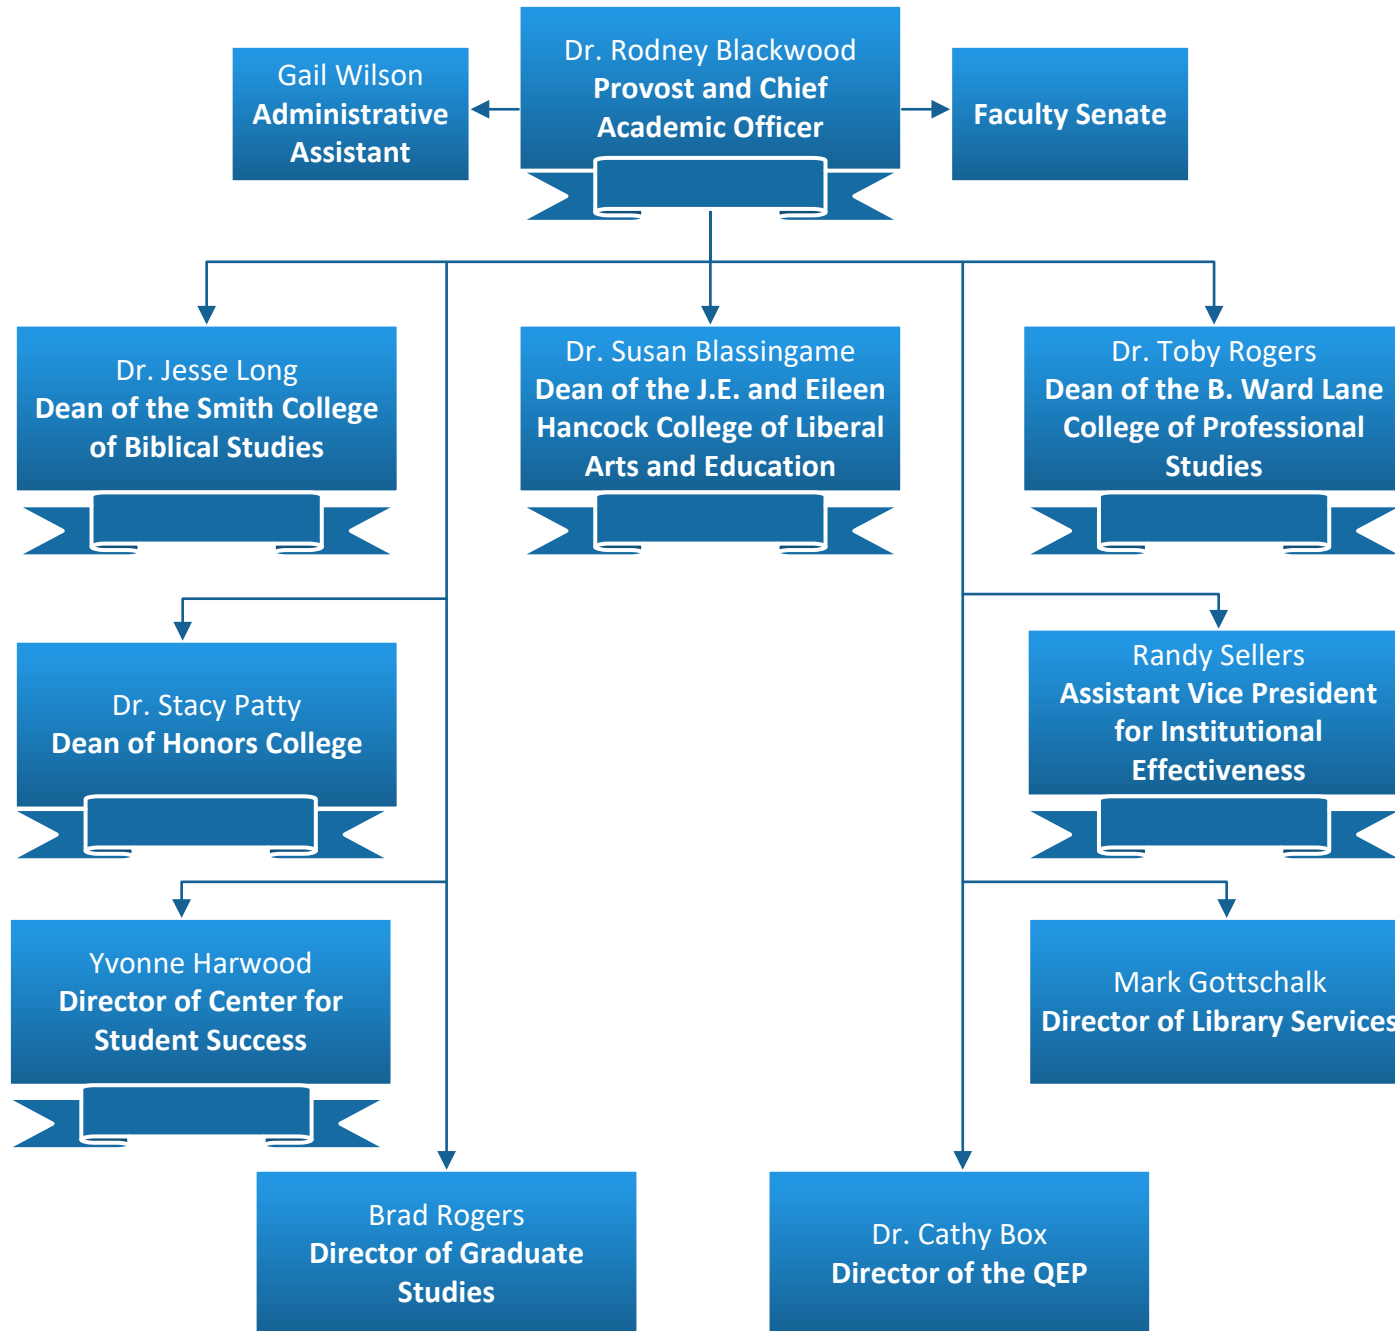 Dr. Rodney Blackwood
Provost and Chief
Academic Officer
Gail Wilson
Administrative
Assistant
Faculty Senate
Dr. Jesse Long
Dean of the Smith College
of Biblical Studies
Dr. Susan Blassingame
Dean of the J.E. and Eileen
Hancock College of Liberal
Arts and Education
Dr. Toby Rogers
Dean of the B. Ward Lane
College of Professional
Studies
Dr. Stacy Patty
Dean of Honors College
Randy Sellers
Assistant Vice President
for Institutional
Effectiveness
Yvonne Harwood
Director of Center for
Student Success
Mark Gottschalk
Director of Library Services
Brad Rogers
Director of Graduate
Studies
Dr. Cathy Box
Director of the QEP